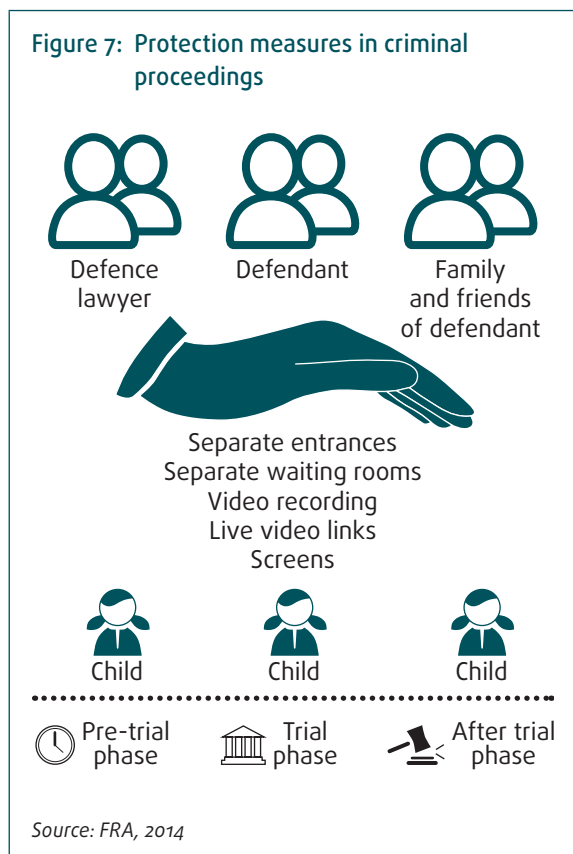 Figure 7: Protection measures in criminal
proceedings
Defence
lawyer
Defendant
Family
and friends
of defendant
Separate entrances
Separate waiting rooms
Video recording
Live video links
Screens
Child
Child
Child
Pre-trial
phase
Trial
phase
After trial
phase
Source: FRA, 2014